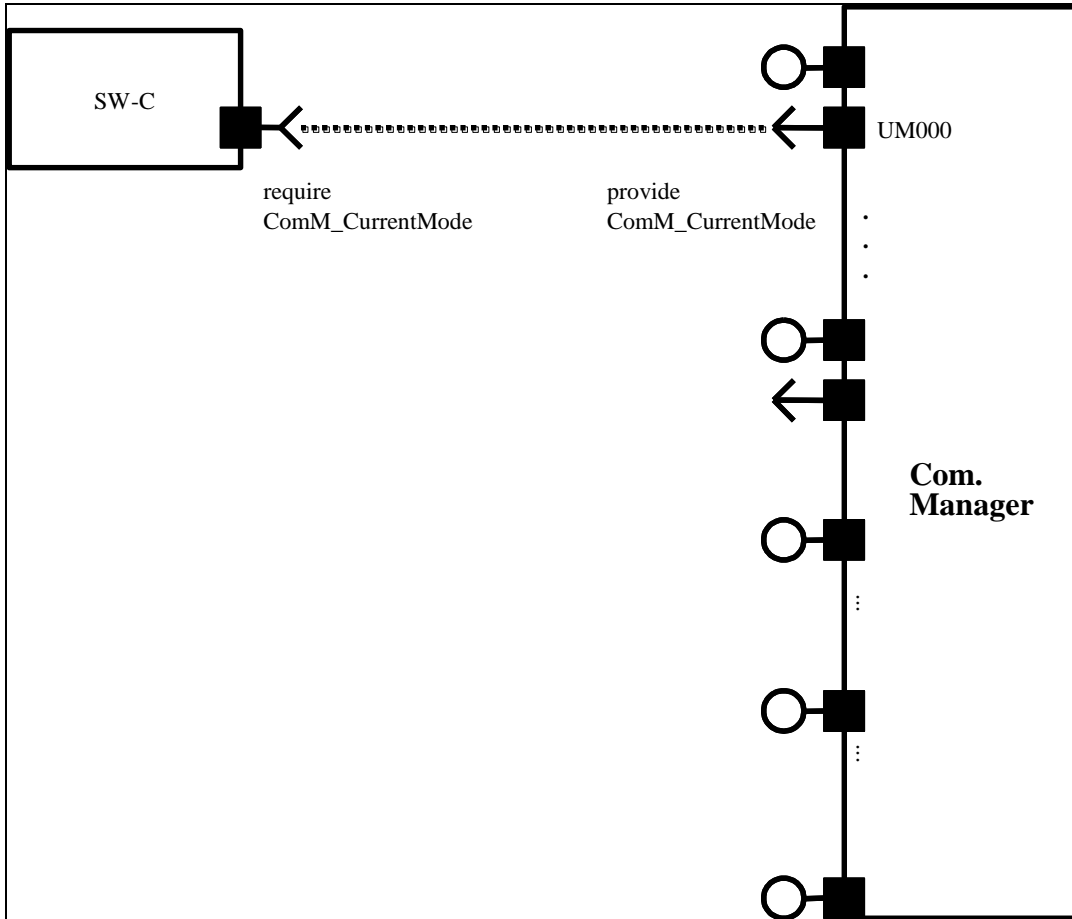 SW-C
UM000
require
ComM_CurrentMode
provide
ComM_CurrentMode
Com.
Manager